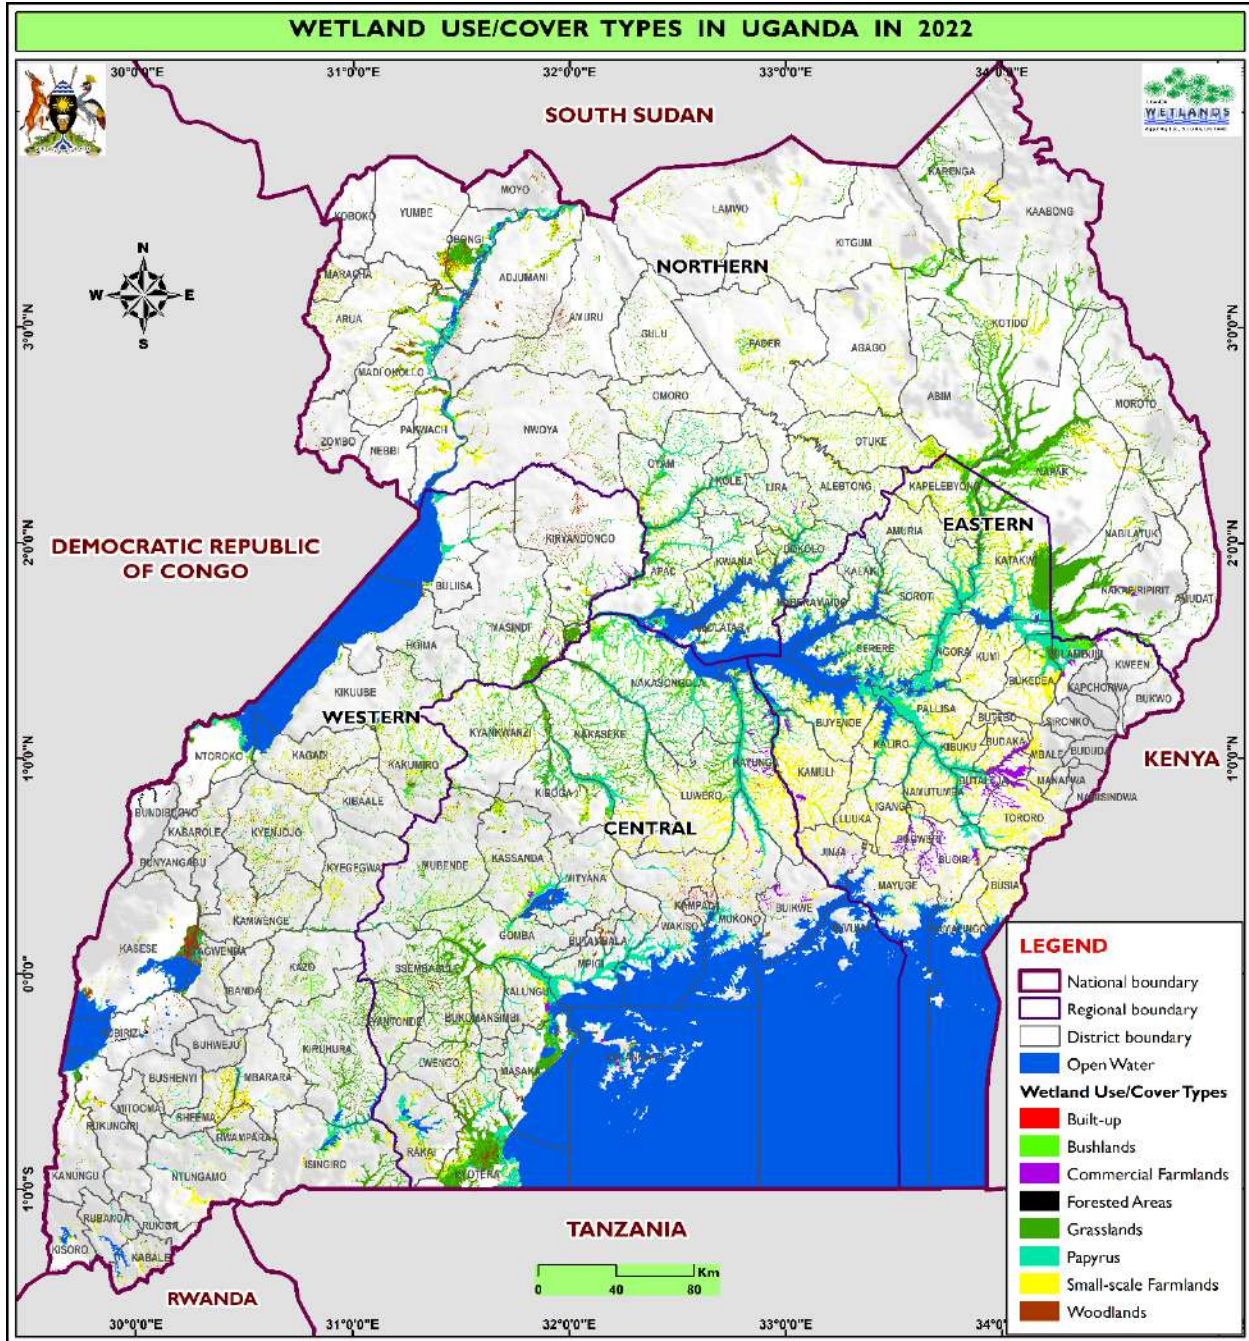 WETLAND USE/COVER TYPES IN UGANDA IN 2022
30°0'0"E 31°0'0"E 32°0'0"E 33°0'0"E 34°0'0"E
UGANDA
WETLANDS
SOUTH SUDAN
KARENGA
MOYO
KAABONG
KOBOKO YUMBE LAMWO
OBONGI KITGUM
NORTHERN
MARACHA ADJUMANI
N
W E
S
ARUA AMURU GULU KOTIDO
3°0'0"N 3°0'0"N
PADER AGAGO
MADI OKOLLO
ABIM MOROTO
OMORO
PAKWACH NWOYA OTUKE
ZOMBO NEBBI
OYAM NAPAK
KOLE LIRA ALEBTONG KAPELEBYONG
EASTERN
AMURIA
2°0'0"N 2°0'0"N
DEMOCRATIC REPUBLIC
OF CONGO
KIRYANDONGO DOKOLO NABILATUK
APAC KWANIA KATAKWI
KALAKI
BULIISA NAKAPIRIPIRIT AMUDAT
SOROTI
MASINDI
HOIMA SERERE NGORA KUMI
KWEEN
NAKASONGOLA BUKEDEA KAPCHORWA
KIKUUBE BUKWO
WESTERN PALLISA
KYANKWANZI NAKASEKE BUYENDE BUTEBO SIRONKO
KALIRO KIBUKU BUDAKA
NTOROKO KAGADI MBALE BUDUDA
KENYA
1°0'0"N 1°0'0"N
KAKUMIRO KAMULI BUTALEJA MANAFWA
KIBOGA LUWERO NAMUTUMBA NAMISINDWA
KIBAALE IGANGA
BUNDIBUGYO CENTRAL LUUKA TORORO
KABAROLE KYENJOJO
JINJA BUGIRI
BUNYANGABU KYEGEGWA MUBENDE KASSANDA
MITYANA MAYUGE BUSIA
KAMWENGE KAMPALA BUIKWE
WAKISO MUKONO
KASESE GOMBA BUTAMBALA
0°0'0" MPIGI
KAZO SSEMBABULE
IBANDA KALUNGU
BUKOMANSIMBI
BUHWEJU KIRUHURA
LWENGO MASAKA
BUSHENYI MBARARA
MITOOMA SHEEMA
RUKUNGIRI RWAMPARA
RAKAI
KANUNGU NTUNGAMO ISINGIRO KYOTERA
1°0'0"S
RUBANDA RUKIGA
KISORO KABALE
TANZANIA
RWANDA
Km
0 40 80
LEGEND
National boundary
Regional boundary
District boundary
Open Water
Wetland Use/Cover Types
Built-up
Bushlands
Commercial Farmlands
Forested Areas
Grasslands
Papyrus
Small-scale Farmlands
Woodlands
30°0'0"E 31°0'0"E 32°0'0"E 33°0'0"E